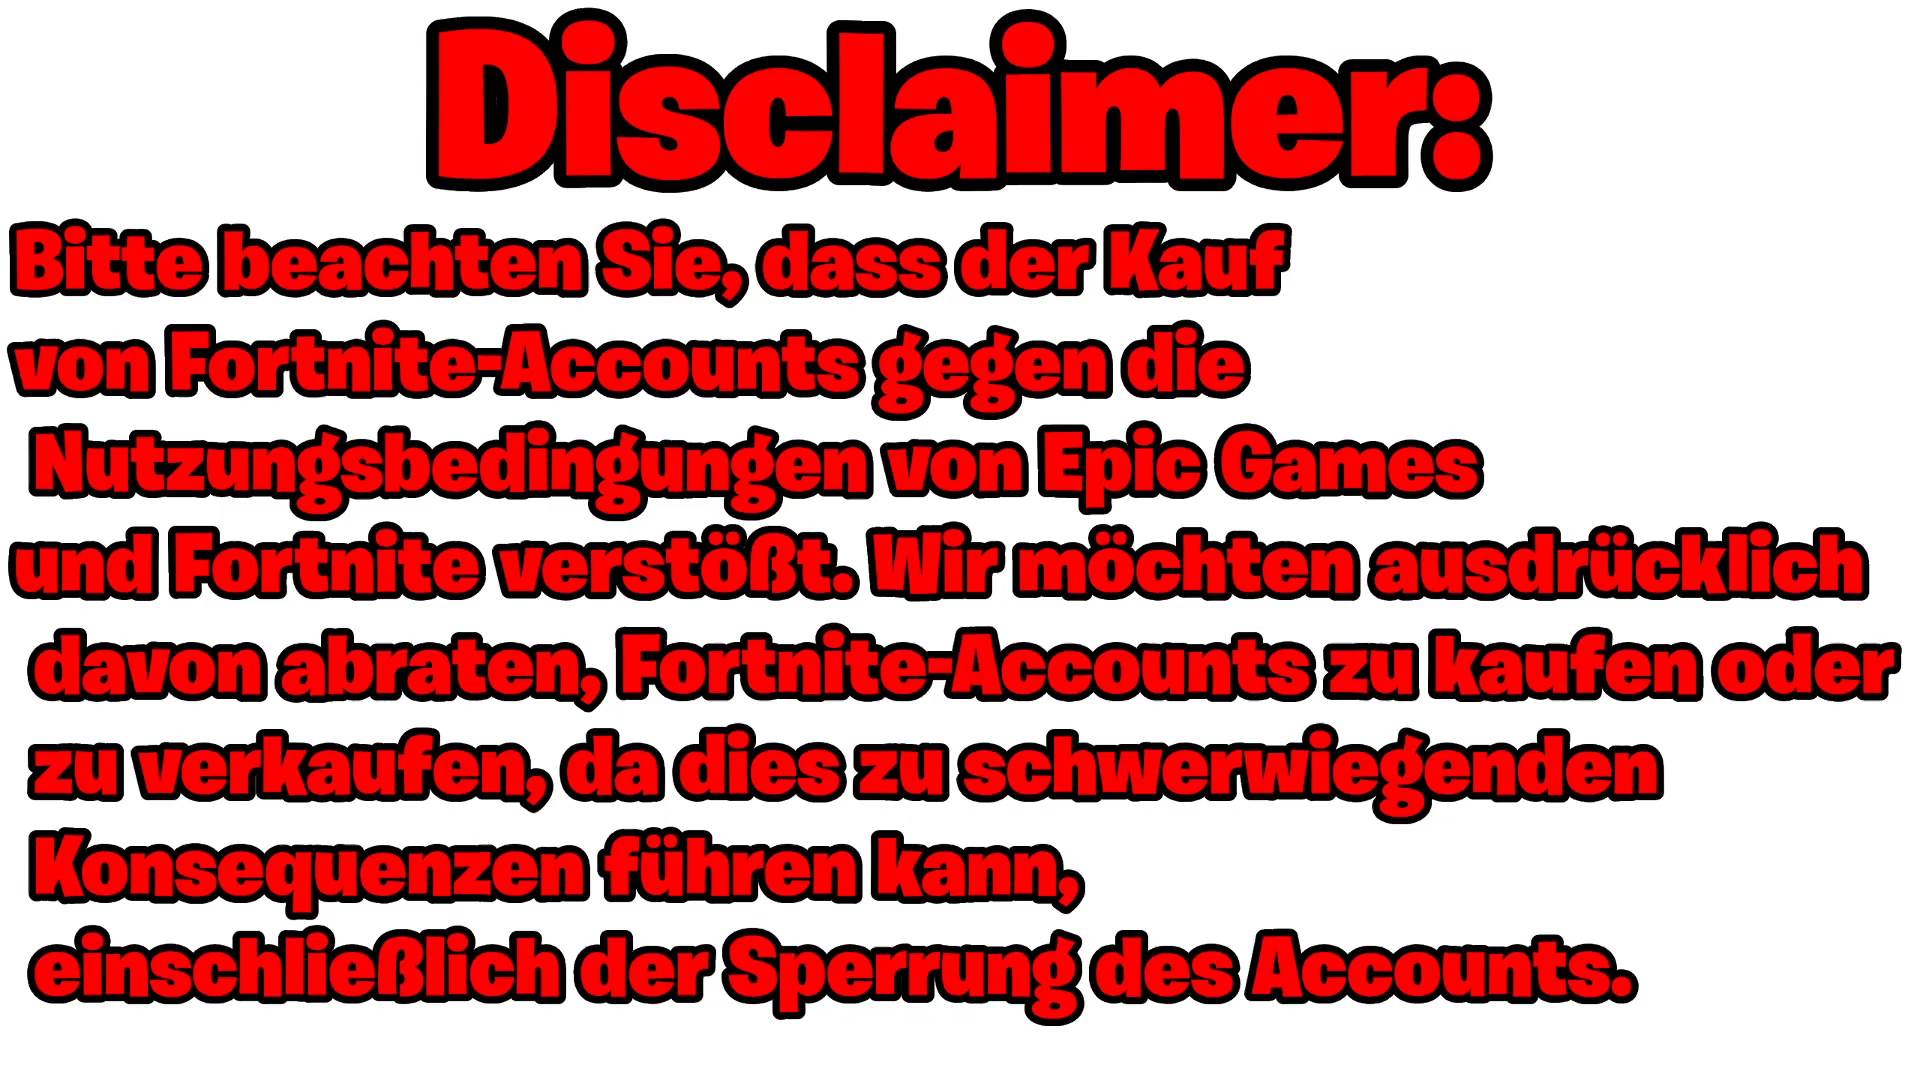 Disclaimer:
Bitte beachten Sie, dass der Kauf
von Fortnite-Accounts gegen die
Nutzungsbedingungen von Epic Games
und Fortnite verstößt. Wir möchten ausdrücklich
davon abraten, Fortnite-Accounts zu kaufen oder
zu verkaufen, da dies zu schwerwiegenden
Konsequenzen führen kann,
einschließlich der Sperrung des Accounts.